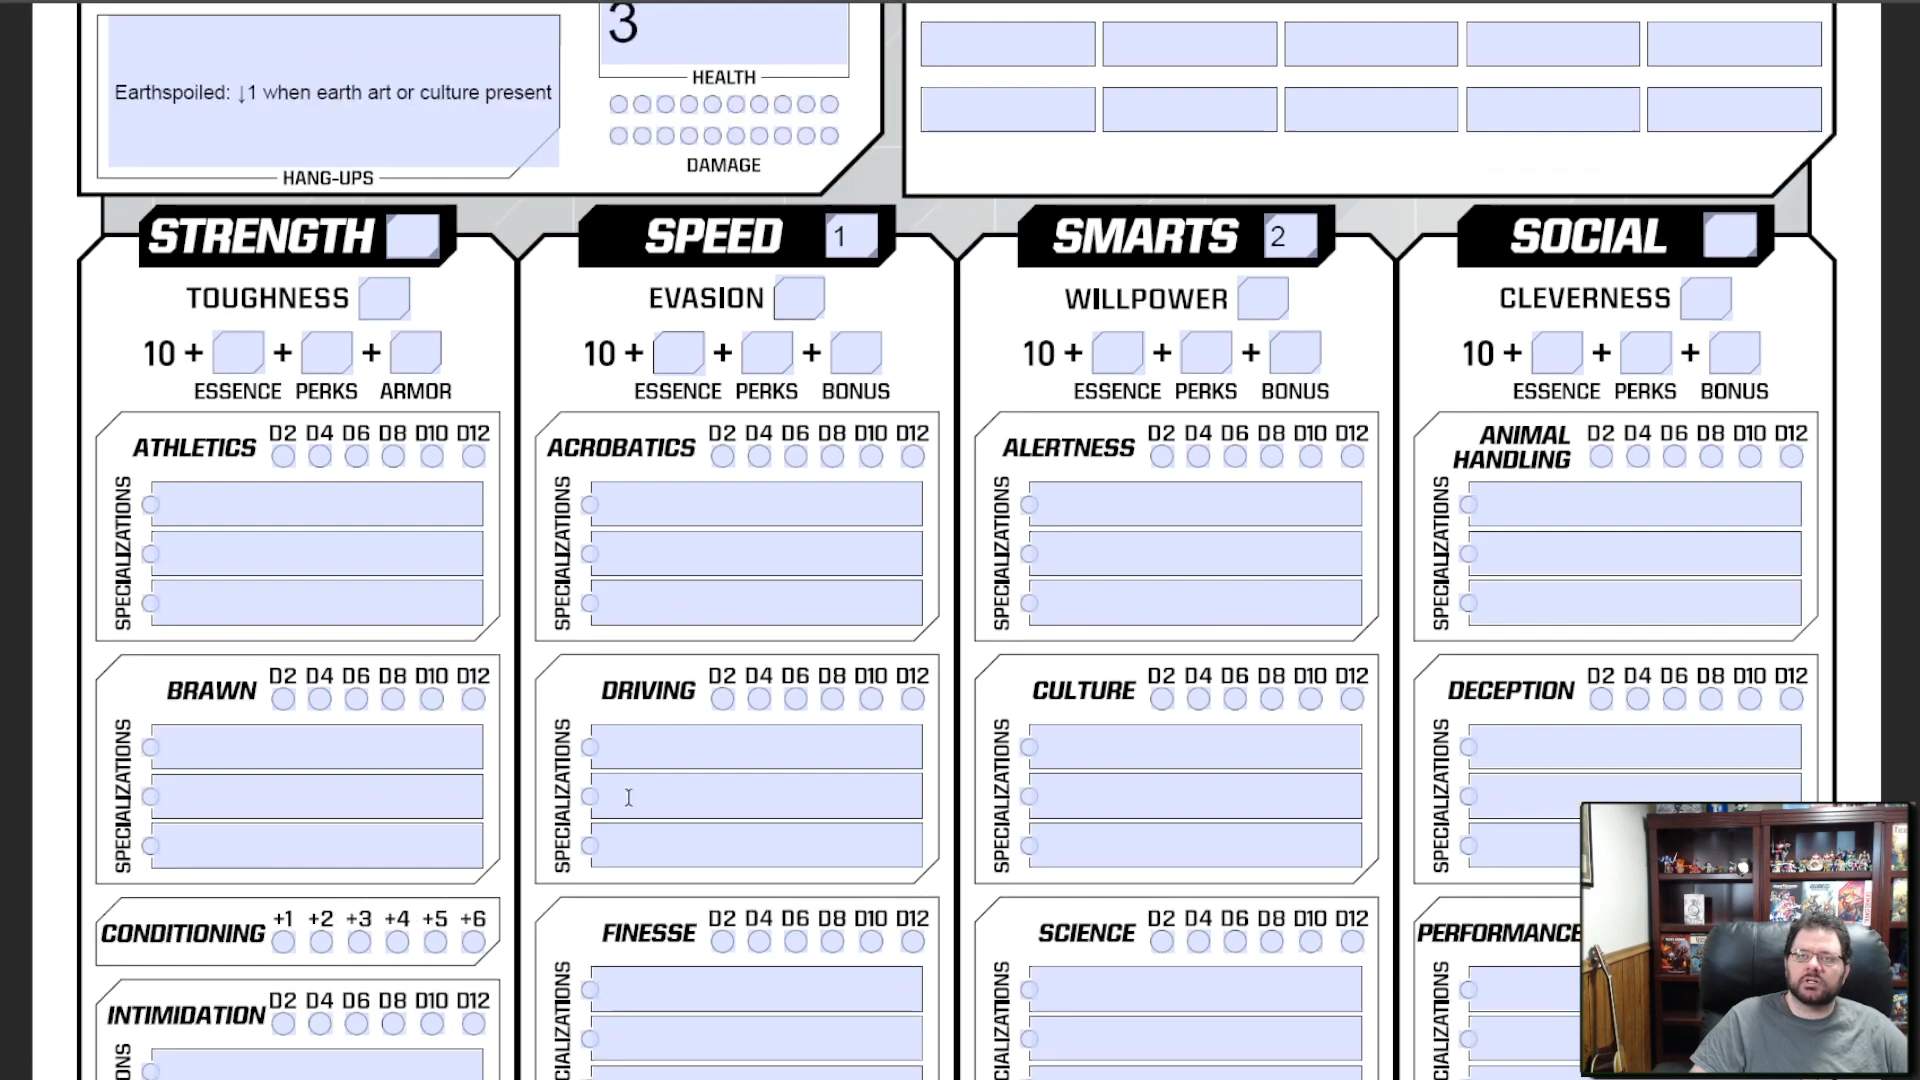 3
HEALTH
Earthspoiled: ↓1 when earth art or culture present
DAMAGE
HANG-UPS
STRENGTH
SPEED 1
SMARTS 2
SOCIAL
TOUGHNESS
EVASION
WILLPOWER
CLEVERNESS
10 + + +
10 + + +
10 + + +
10 + + +
ESSENCE PERKS ARMOR
ESSENCE PERKS BONUS
ESSENCE PERKS BONUS
ESSENCE PERKS BONUS
ATHLETICS D2 D4 D6 D8 D10 D12
SPECIALIZATIONS
ACROBATICS D2 D4 D6 D8 D10 D12
SPECIALIZATIONS
ALERTNESS D2 D4 D6 D8 D10 D12
SPECIALIZATIONS
ANIMAL HANDLING D2 D4 D6 D8 D10 D12
SPECIALIZATIONS
BRAWN D2 D4 D6 D8 D10 D12
SPECIALIZATIONS
DRIVING D2 D4 D6 D8 D10 D12
SPECIALIZATIONS
CULTURE D2 D4 D6 D8 D10 D12
SPECIALIZATIONS
DECEPTION D2 D4 D6 D8 D10 D12
SPECIALIZATIONS
CONDITIONING +1 +2 +3 +4 +5 +6
FINESSE D2 D4 D6 D8 D10 D12
IALIZATIONS
SCIENCE D2 D4 D6 D8 D10 D12
IALIZATIONS
PERFORMANCE
IALIZATIONS
INTIMIDATION D2 D4 D6 D8 D10 D12
ONS